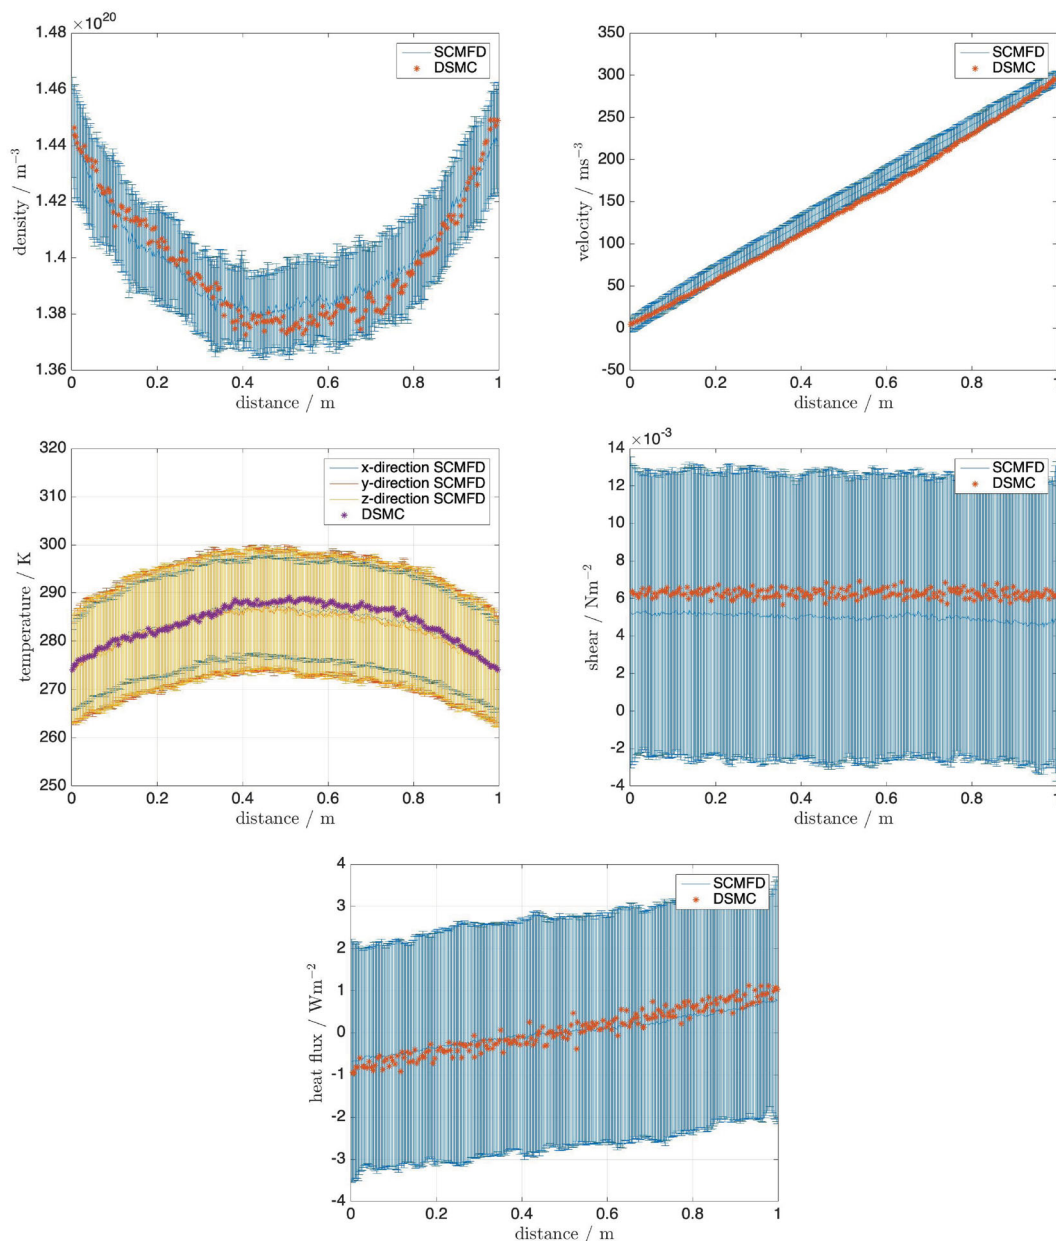 ×10²⁰
1.48
1.46
1.44
1.42
1.4
1.38
1.36
density / m⁻³
SCMFD
DSMC
0 0.2 0.4 0.6 0.8 1
distance / m
350
300
250
200
150
100
50
0
-50
velocity / ms⁻³
SCMFD
DSMC
0 0.2 0.4 0.6 0.8 1
distance / m
320
310
300
290
280
270
260
250
temperature / K
x-direction SCMFD
y-direction SCMFD
z-direction SCMFD
DSMC
0 0.2 0.4 0.6 0.8 1
distance / m
×10⁻³
14
12
10
8
6
4
2
0
-2
-4
shear / Nm⁻²
SCMFD
DSMC
0 0.2 0.4 0.6 0.8 1
distance / m
4
3
2
1
0
-1
-2
-3
-4
heat flux / Wm⁻²
SCMFD
DSMC
0 0.2 0.4 0.6 0.8 1
distance / m